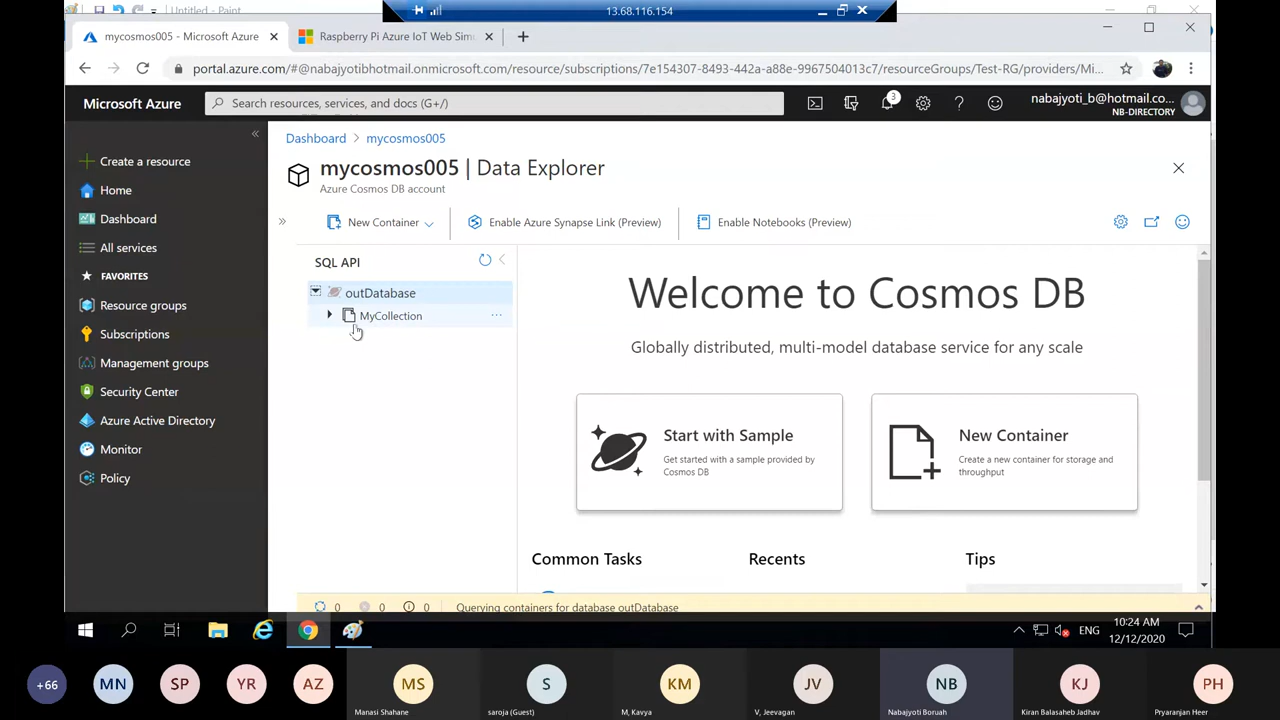 Untitled - Paint
13.68.116.154
mycosmos005 - Microsoft Azure
Raspberry Pi Azure IoT Web Simu
portal.azure.com/#@nabajyotibhotmail.onmicrosoft.com/resource/subscriptions/7e154307-8493-442a-a88e-9967504013c7/resourceGroups/Test-RG/providers/Mi...
Microsoft Azure
Search resources, services, and docs (G+/)
3
nabajyoti_b@hotmail.co...
NB-DIRECTORY
Create a resource
Home
Dashboard
All services
FAVORITES
Resource groups
Subscriptions
Management groups
Security Center
Azure Active Directory
Monitor
Policy
Dashboard > mycosmos005
mycosmos005 | Data Explorer
Azure Cosmos DB account
New Container
Enable Azure Synapse Link (Preview)
Enable Notebooks (Preview)
SQL API
outDatabase
MyCollection
Welcome to Cosmos DB
Globally distributed, multi-model database service for any scale
Start with Sample
Get started with a sample provided by
Cosmos DB
New Container
Create a new container for storage and
throughput
Common Tasks
Recents
Tips
0 0 0 Querying containers for database outDatabase
ENG
10:24 AM
12/12/2020
+66
MN
SP
YR
AZ
MS
Manasi Shahane
S
saroja (Guest)
KM
M, Kavya
JV
V, Jeevagan
NB
Nabajyoti Boruah
KJ
Kiran Balasaheb Jadhav
PH
Pryaranjan Heer